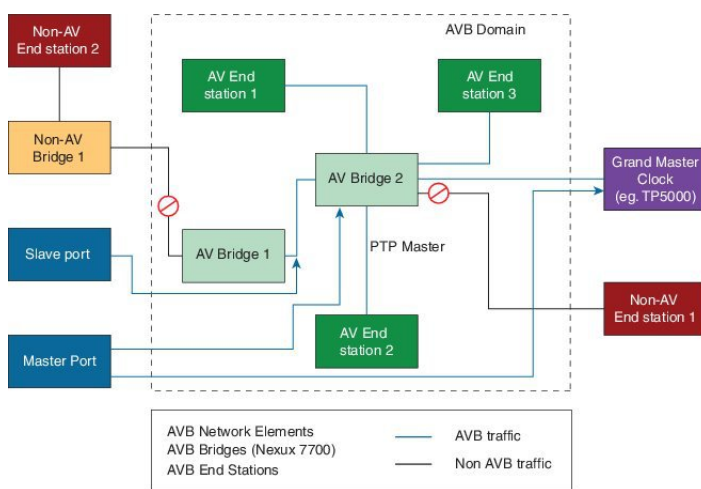 Non-AV
End station 2
AVB Domain
AV End
station 1
AV End
station 3
Non-AV
Bridge 1
AV Bridge 2
Grand Master
Clock
(eg. TP5000)
Slave port
AV Bridge 1
PTP Master
Non-AV
End station 1
Master Port
AV End
station 2
AVB Network Elements
AVB Bridges (Nexux 7700)
AVB End Stations
AVB traffic
Non AVB traffic